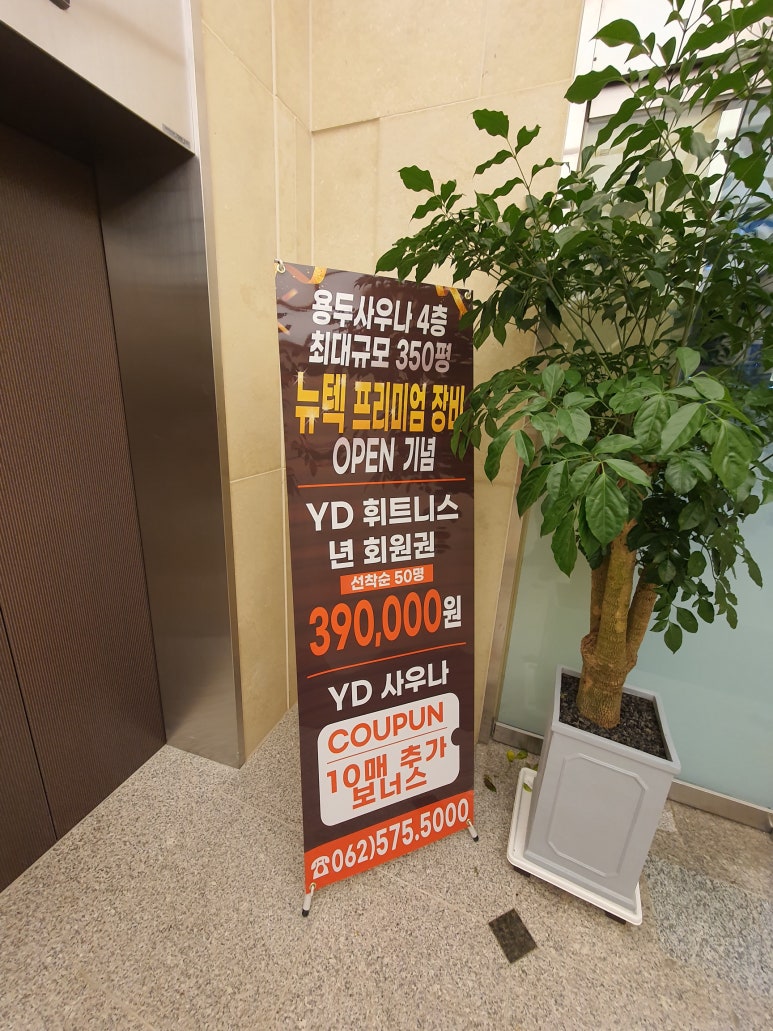 용두사우나 4층
최대규모 350평
뉴텍 프리미엄 장비
OPEN 기념
YD 휘트니스
년 회원권
선착순 50명
390,000원
YD 사우나
COUPUN
10매 추가
보너스
☎062)575.5000